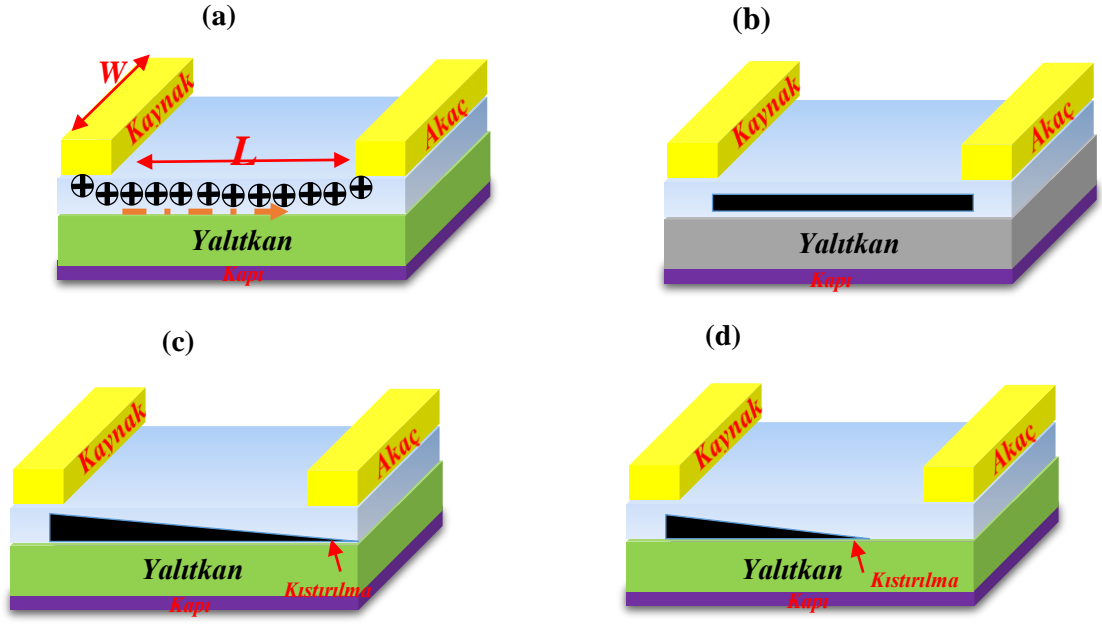 (a)
W
Kaynak
Akaç
L
Yalıtkan
Kapı
(b)
Kaynak
Akaç
Yalıtkan
Kapı
(c)
Kaynak
Akaç
Yalıtkan
Kıstırılma
Kapı
(d)
Kaynak
Akaç
Yalıtkan
Kıstırılma
Kapı